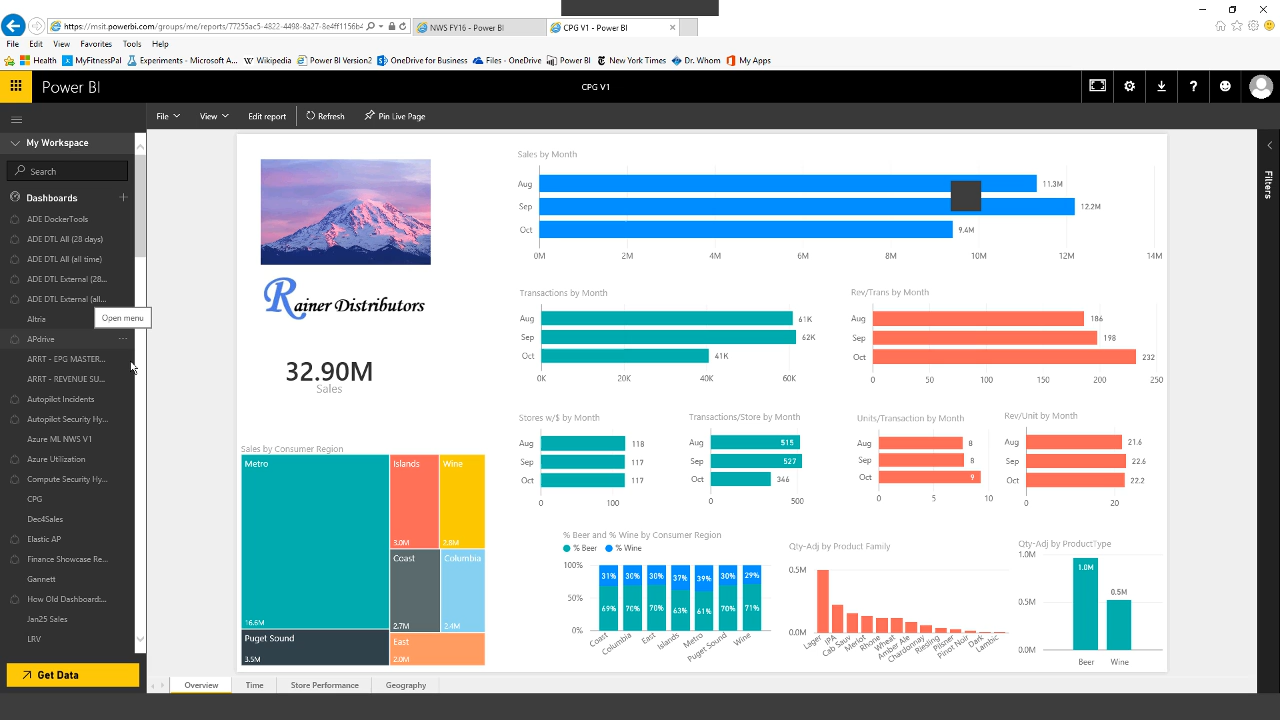 https://msit.powerbi.com/groups/me/reports/77255ac5-4822-4498-8a27-8e4ff1156b4
NWS FY16 - Power BI
CPG V1 - Power BI
File Edit View Favorites Tools Help
Health
MyFitnessPal
Experiments - Microsoft A...
Wikipedia
Power BI Version2
OneDrive for Business
Files - OneDrive
Power BI
New York Times
Dr. Whom
My Apps
Power BI
CPG V1
File View Edit report Refresh Pin Live Page
My Workspace
Search
Dashboards
ADE DockerTools
ADE DTL All (28 days)
ADE DTL All (all time)
ADE DTL External (28...
ADE DTL External (all...
Altria
Open menu
APdrive
ARRT - EPG MASTER...
ARRT - REVENUE SU...
Autopilot Incidents
Autopilot Security Hy...
Azure ML NWS V1
Azure Utilization
Compute Security Hy...
CPG
Dec4Sales
Elastic AP
Finance Showcase Re...
Gannett
How Old Dashboard:...
Jan25 Sales
LRV
Get Data
Rainer Distributors
32.90M
Sales
Sales by Month
Aug 11.3M
Sep 12.2M
Oct 9.4M
0M 2M 4M 6M 8M 10M 12M 14M
Transactions by Month
Aug 61K
Sep 62K
Oct 41K
0K 20K 40K 60K
Rev/Trans by Month
Aug 186
Sep 198
Oct 232
0 50 100 150 200 250
Stores w/$ by Month
Aug 118
Sep 117
Oct 117
0 100
Transactions/Store by Month
Aug 515
Sep 527
Oct 346
0 500
Units/Transaction by Month
Aug 8
Sep 8
Oct 9
0 5 10
Rev/Unit by Month
Aug 21.6
Sep 22.6
Oct 22.2
0 20
Sales by Consumer Region
Metro
16.6M
Islands
3.0M
Wine
2.8M
Coast
2.7M
Columbia
2.4M
Puget Sound
3.5M
East
2.0M
% Beer and % Wine by Consumer Region
% Beer % Wine
100%
50%
0%
31% 30% 30% 37% 39% 30% 29%
69% 70% 70% 63% 61% 70% 71%
Coast Columbia East Islands Metro Puget Sound Wine
Qty-Adj by Product Family
0.5M
0.0M
Lager IPA Cab Sauv Merlot Rhone Wheat Amber Ale Chardonnay Riesling Pilsner Pinot Noir Dark Lambic
Qty-Adj by ProductType
1.0M
0.5M
0.0M
1.0M
0.5M
Beer Wine
Overview Time Store Performance Geography
Filters